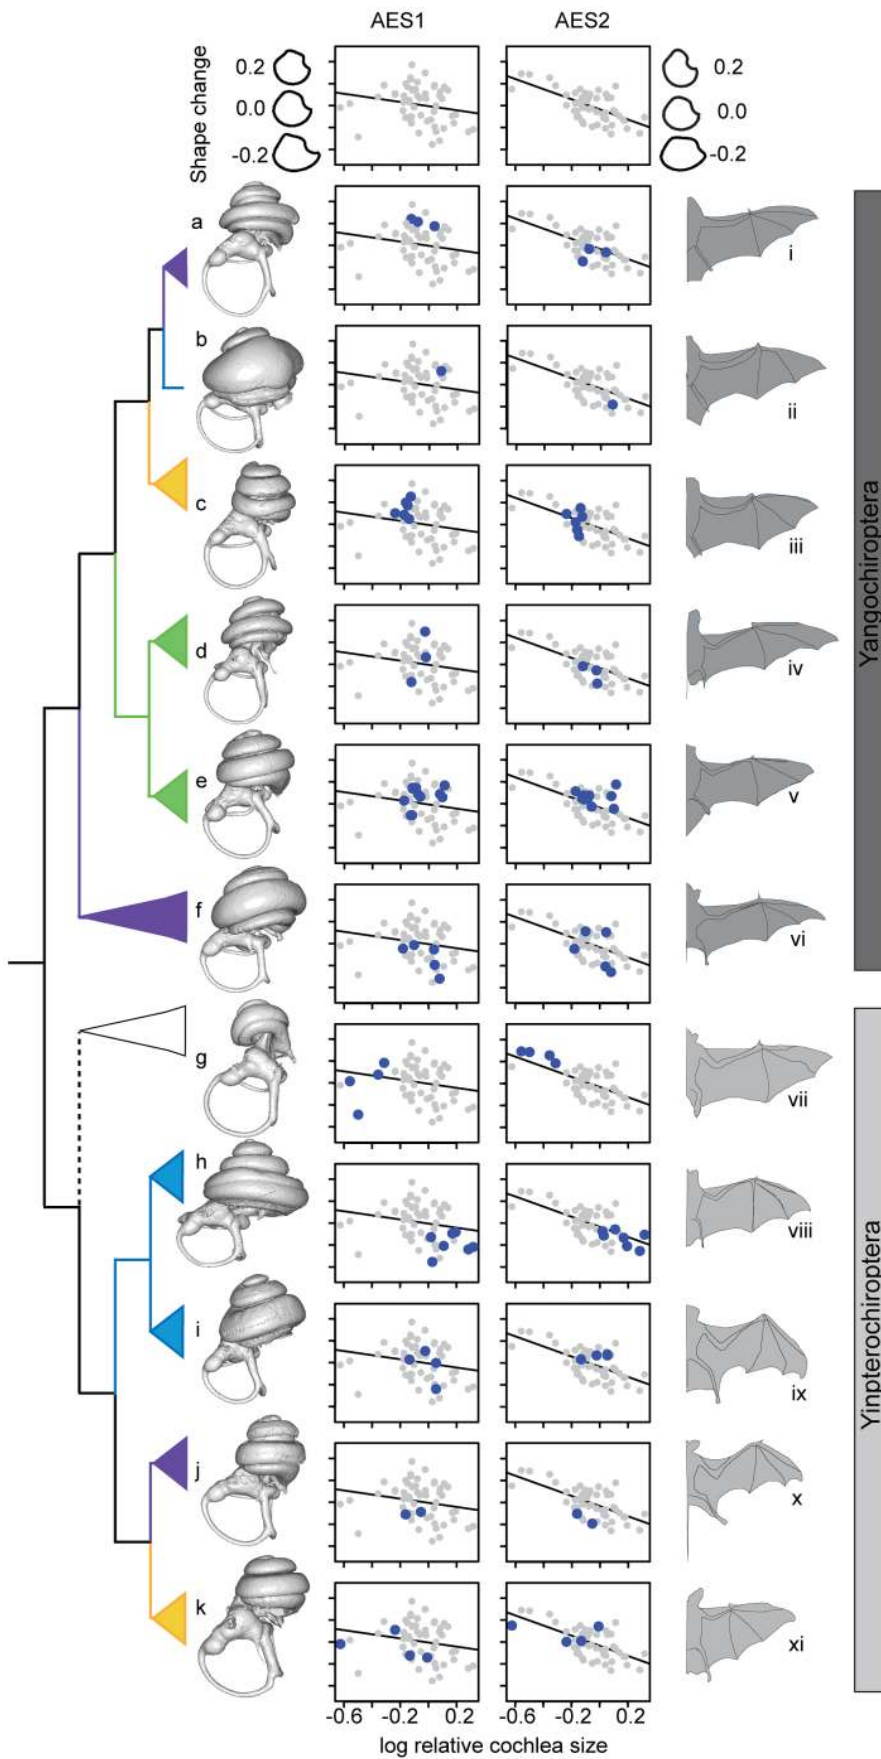 AES1 AES2
Shape change
0.2 0.2
0.0 0.0
-0.2 -0.2
a i
b ii
c iii
d iv
e v
f vi
g vii
h viii
i ix
j x
k xi
Yangochiroptera
Yinpterochiroptera
-0.6 -0.2 0.2 -0.6 -0.2 0.2
log relative cochlea size